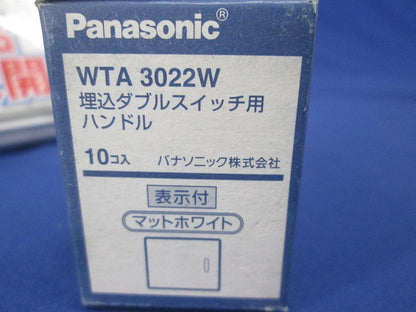 Panasonic®
WTA 3022W
埋込ダブルスイッチ用
ハンドル
10コ入 パナソニック株式会社
表示付
マットホワイト
開